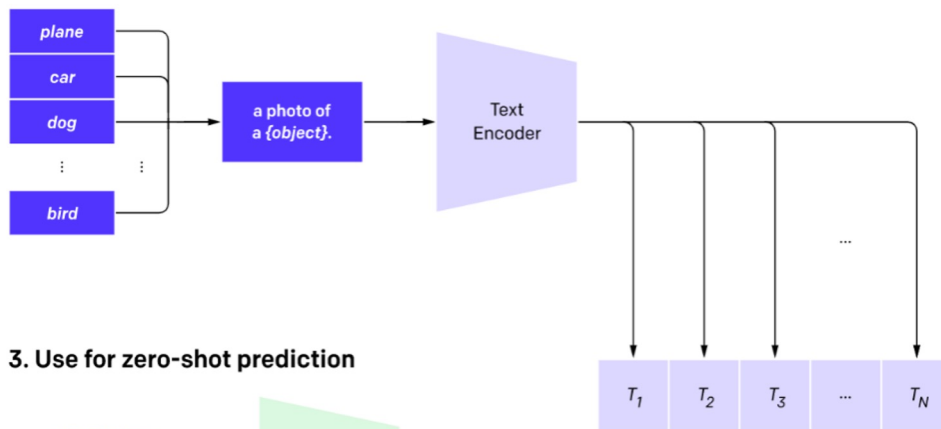 plane
car
dog
⋮ ⋮
bird
a photo of
a {object}.
Text
Encoder
...
3. Use for zero-shot prediction
T1 T2 T3 ... TN